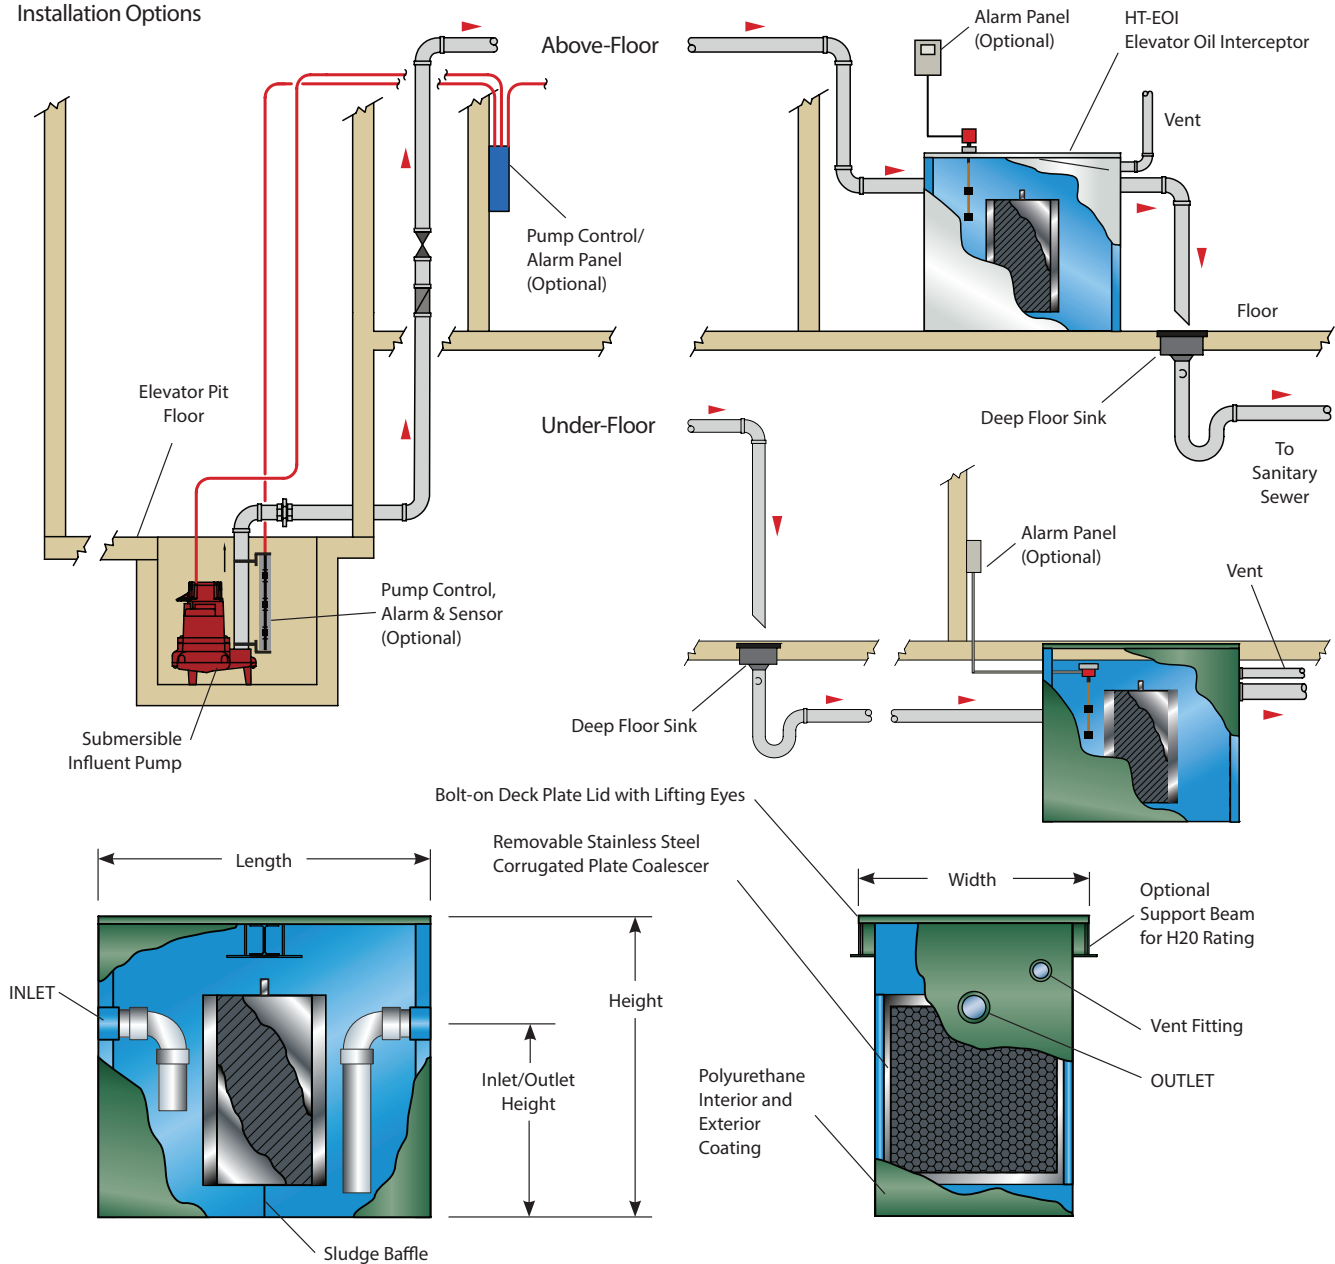 Installation Options
Above-Floor
Alarm Panel
(Optional)
HT-EOI
Elevator Oil Interceptor
Vent
Pump Control/
Alarm Panel
(Optional)
Floor
Deep Floor Sink
To
Sanitary
Sewer
Elevator Pit
Floor
Under-Floor
Alarm Panel
(Optional)
Vent
Pump Control,
Alarm & Sensor
(Optional)
Deep Floor Sink
Submersible
Influent Pump
Bolt-on Deck Plate Lid with Lifting Eyes
Removable Stainless Steel
Corrugated Plate Coalescer
Length
Width
Optional
Support Beam
for H20 Rating
INLET
Height
Inlet/Outlet
Height
Vent Fitting
OUTLET
Polyurethane
Interior and
Exterior
Coating
Sludge Baffle